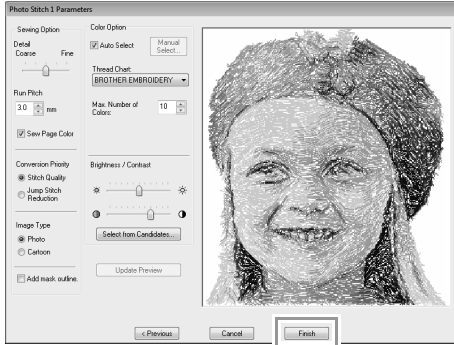 Photo Stitch 1 Parameters
Sewing Option
Detail
Coarse Fine
Run Pitch
3.0 mm
Sew Page Color
Conversion Priority
Stitch Quality
Jump Stitch
Reduction
Image Type
Photo
Cartoon
Add mask outline.
Color Option
Auto Select
Manual
Select...
Thread Chart:
BROTHER EMBROIDERY
Max. Number of
Colors:
10
Brightness / Contrast
Select from Candidates...
Update Preview
< Previous
Cancel
Finish